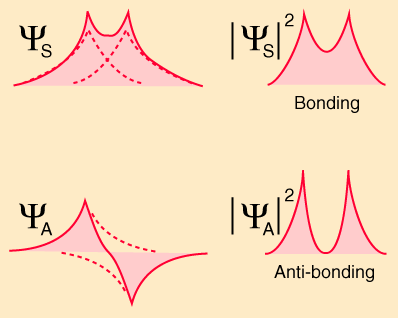 ΨS
|ΨS|²
Bonding
ΨA
|ΨA|²
Anti-bonding